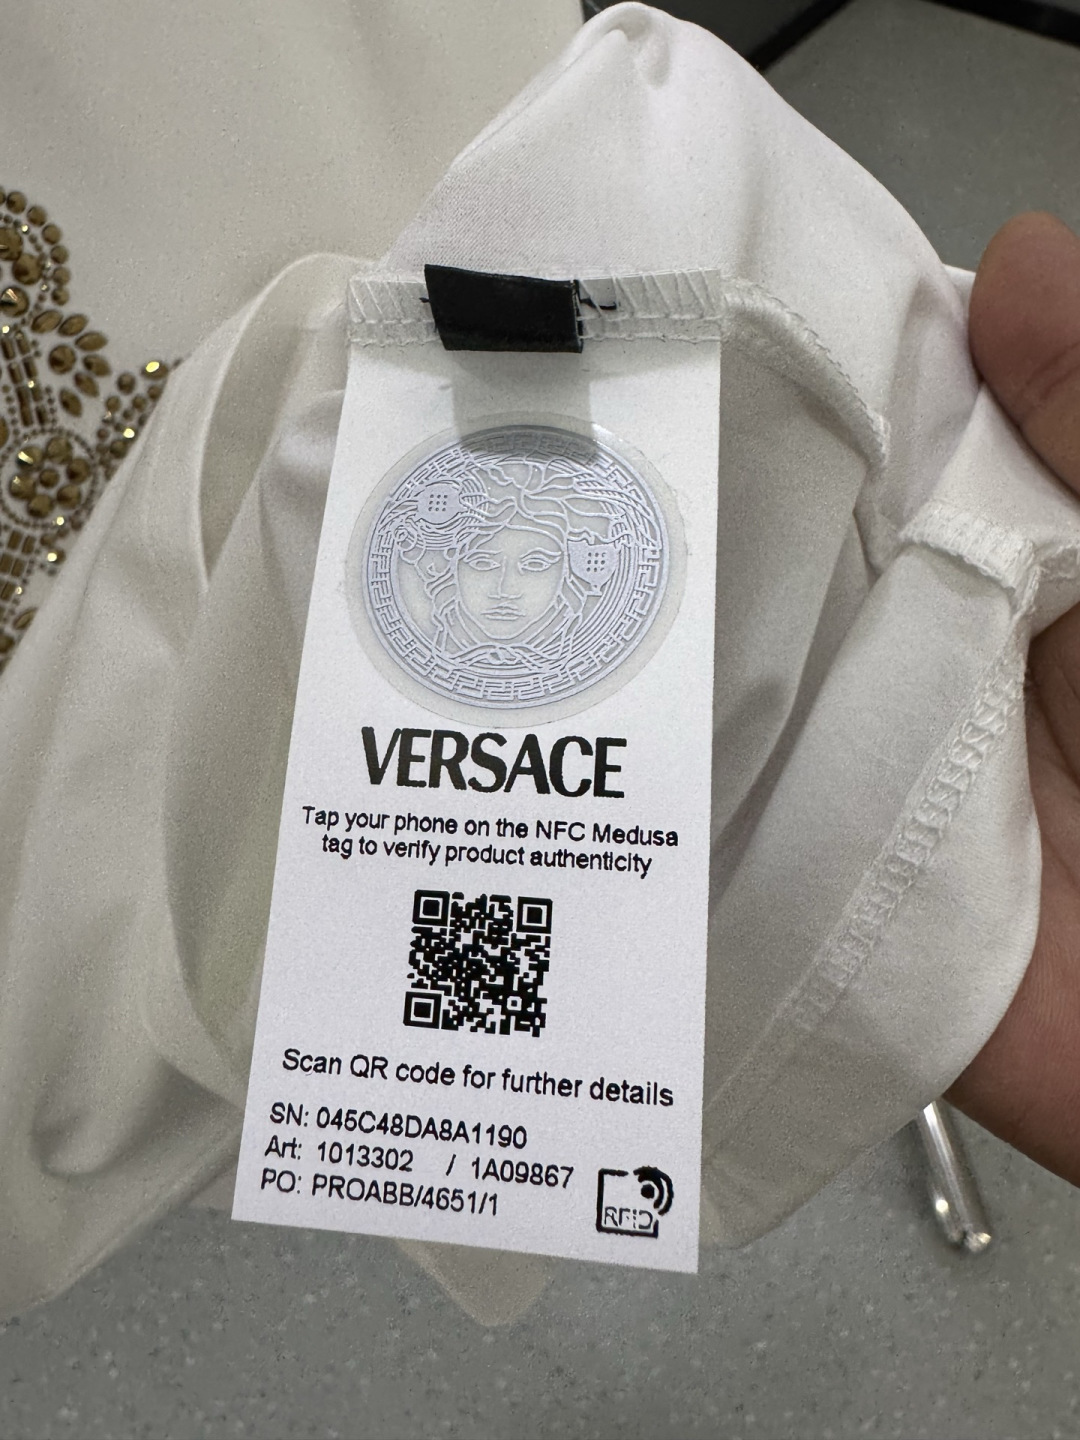 VERSACE
Tap your phone on the NFC Medusa
tag to verify product authenticity
Scan QR code for further details
SN: 045C48DA8A1190
Art: 1013302 / 1A09867
PO: PROABB/4651/1
RFID